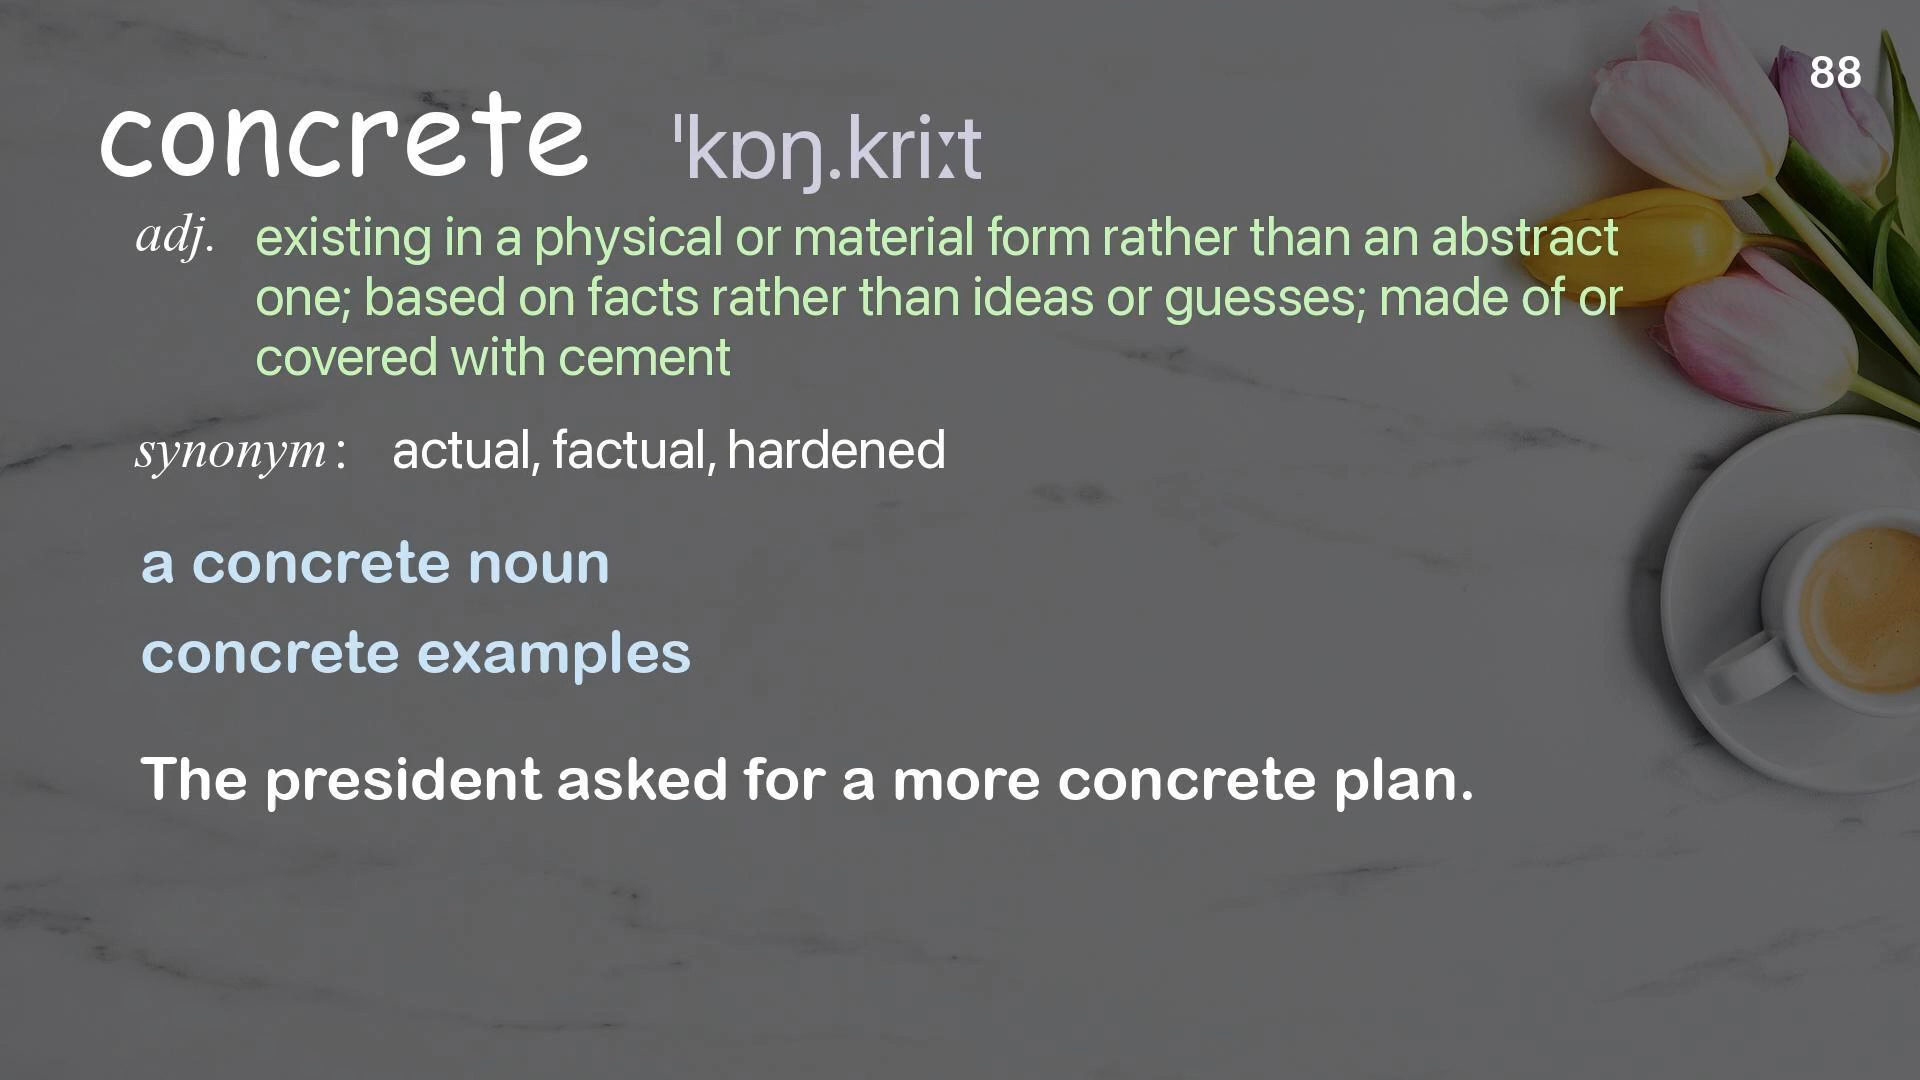 88
concrete ˈkɒŋ.kriːt
adj. existing in a physical or material form rather than an abstract
one; based on facts rather than ideas or guesses; made of or
covered with cement
synonym : actual, factual, hardened
a concrete noun
concrete examples
The president asked for a more concrete plan.